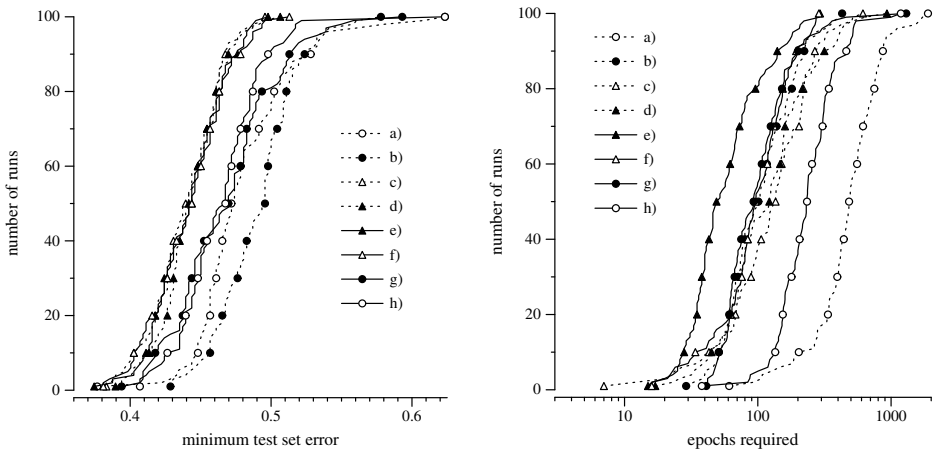 number of runs
100
80
60
40
20
0
0.4
0.5
0.6
minimum test set error
a)
b)
c)
d)
e)
f)
g)
h)
number of runs
100
80
60
40
20
0
10
100
1000
epochs required
a)
b)
c)
d)
e)
f)
g)
h)